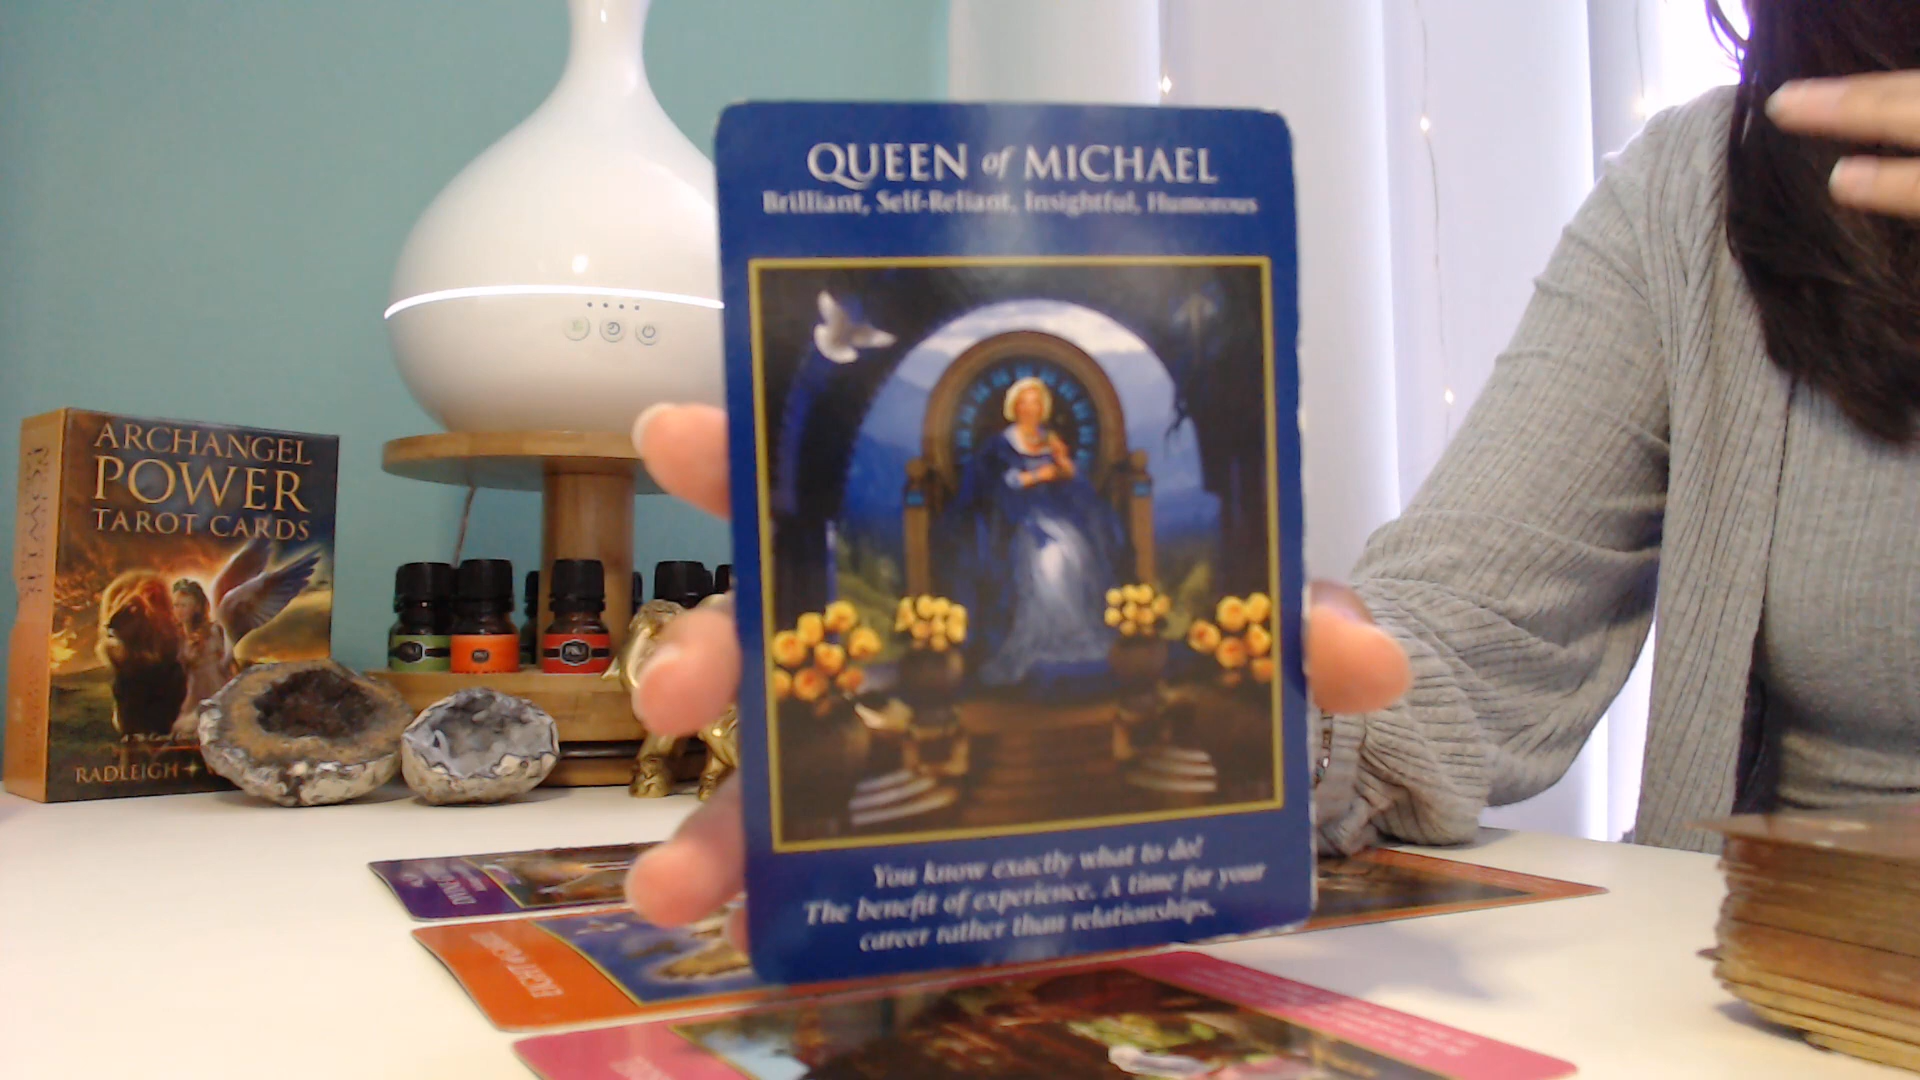 QUEEN of MICHAEL
Brilliant, Self-Reliant, Insightful, Humorous
You know exactly what to do!
The benefit of experience. A time for your
career rather than relationships.
ARCHANGEL
POWER
TAROT CARDS
RADLEIGH